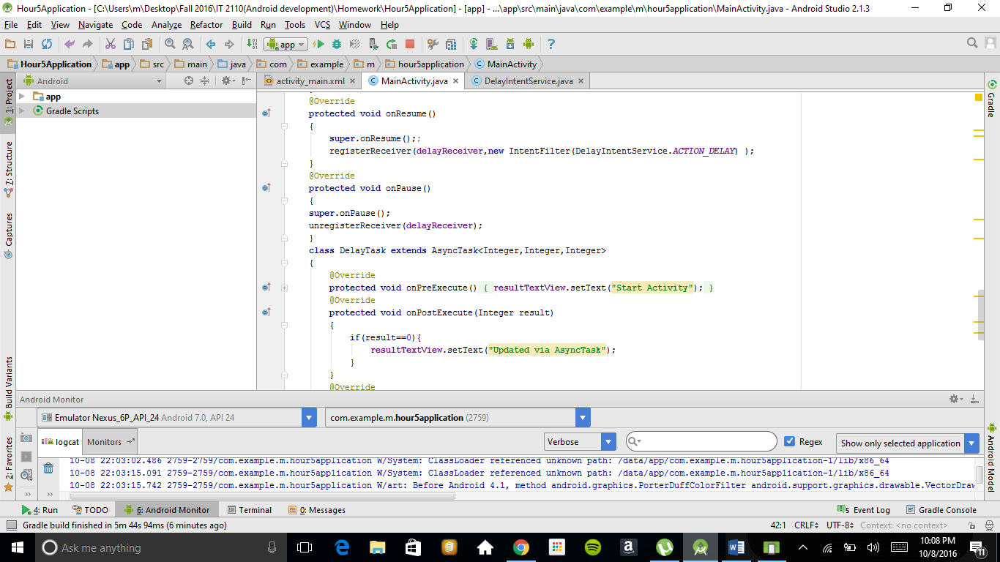 Hour5Application - [C:\Users\m\Desktop\Fall 2016\IT 2110(Android development)\Homework\Hour5Application] - [app] - ...\app\src\main\java\com\example\m\hour5application\MainActivity.java - Android Studio 2.1.3
File Edit View Navigate Code Analyze Refactor Build Run Tools VCS Window Help
app
Hour5Application app src main java com example m hour5application MainActivity
Android
activity_main.xml MainActivity.java DelayIntentService.java
1: Project
7: Structure
Captures
Build Variants
2: Favorites
app
Gradle Scripts
@Override
protected void onResume()
{
super.onResume();;
registerReceiver(delayReceiver,new IntentFilter(DelayIntentService.ACTION_DELAY) );
}
@Override
protected void onPause()
{
super.onPause();
unregisterReceiver(delayReceiver);
}
class DelayTask extends AsyncTask<Integer,Integer,Integer>
{
@Override
protected void onPreExecute() { resultTextView.setText("Start Activity"); }
@Override
protected void onPostExecute(Integer result)
{
if(result==0){
resultTextView.setText("Updated via AsyncTask");
}
}
@Override
Gradle
Android Model
Android Monitor
Emulator Nexus_6P_API_24 Android 7.0, API 24
com.example.m.hour5application (2759)
logcat Monitors
Verbose
Regex
Show only selected application
10-08 22:03:02.486 2759-2759/com.example.m.hour5application W/System: ClassLoader referenced unknown path: /data/app/com.example.m.hour5application-1/lib/x86_64
10-08 22:03:15.091 2759-2759/com.example.m.hour5application W/System: ClassLoader referenced unknown path: /data/app/com.example.m.hour5application-1/lib/x86_64
10-08 22:03:15.742 2759-2759/com.example.m.hour5application W/art: Before Android 4.1, method android.graphics.PorterDuffColorFilter android.support.graphics.drawable.VectorDraw
4: Run TODO 6: Android Monitor Terminal 0: Messages 5 Event Log Gradle Console
Gradle build finished in 5m 44s 94ms (6 minutes ago) 42:1 CRLF UTF-8 Context: <no context>
Ask me anything
10:08 PM
10/8/2016
11